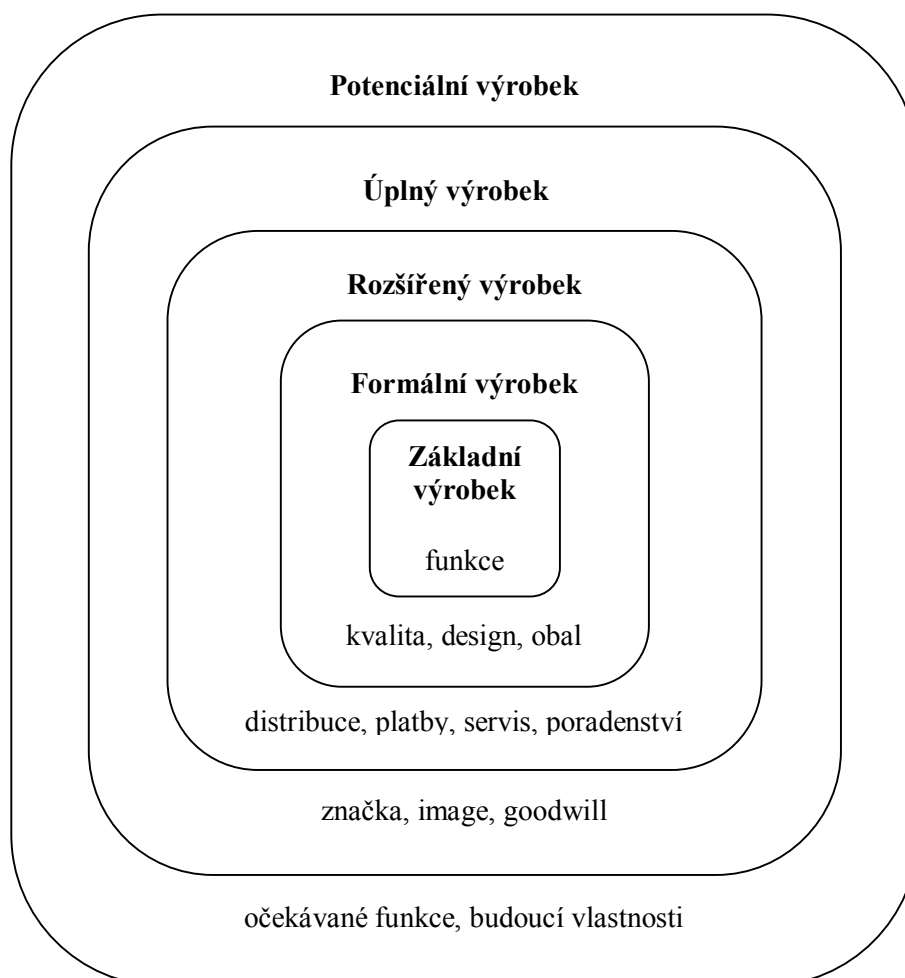 Potenciální výrobek
Úplný výrobek
Rozšířený výrobek
Formální výrobek
Základní
výrobek
funkce
kvalita, design, obal
distribuce, platby, servis, poradenství
značka, image, goodwill
očekávané funkce, budoucí vlastnosti